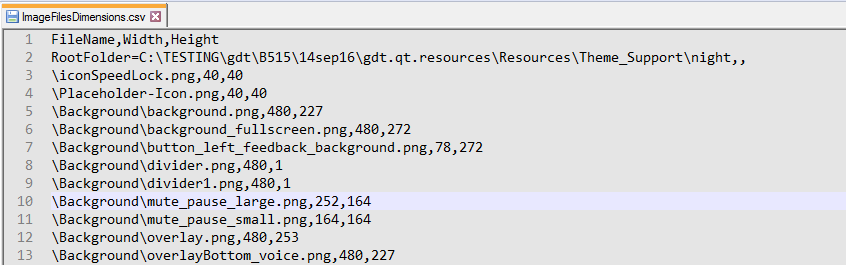 ImageFilesDimensions.csv
1 FileName,Width,Height
2 RootFolder=C:\TESTING\gdt\B515\14sep16\gdt.qt.resources\Resources\Theme_Support\night,,
3 \iconSpeedLock.png,40,40
4 \Placeholder-Icon.png,40,40
5 \Background\background.png,480,227
6 \Background\background_fullscreen.png,480,272
7 \Background\button_left_feedback_background.png,78,272
8 \Background\divider.png,480,1
9 \Background\divider1.png,480,1
10 \Background\mute_pause_large.png,252,164
11 \Background\mute_pause_small.png,164,164
12 \Background\overlay.png,480,253
13 \Background\overlayBottom_voice.png,480,227